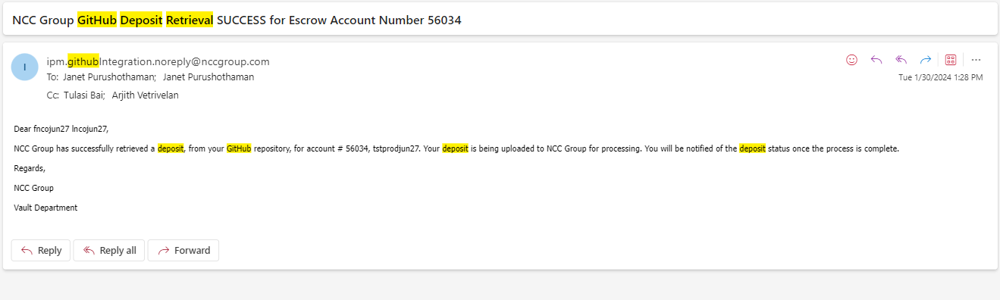 NCC Group GitHub Deposit Retrieval SUCCESS for Escrow Account Number 56034
I
ipm.githubIntegration.noreply@nccgroup.com
To: Janet Purushothaman; Janet Purushothaman
Tue 1/30/2024 1:28 PM
Cc: Tulasi Bai; Arjith Vetrivelan
Dear fncojun27 lncojun27,
NCC Group has successfully retrieved a deposit, from your GitHub repository, for account # 56034, tstprodjun27. Your deposit is being uploaded to NCC Group for processing. You will be notified of the deposit status once the process is complete.
Regards,
NCC Group
Vault Department
Reply Reply all Forward